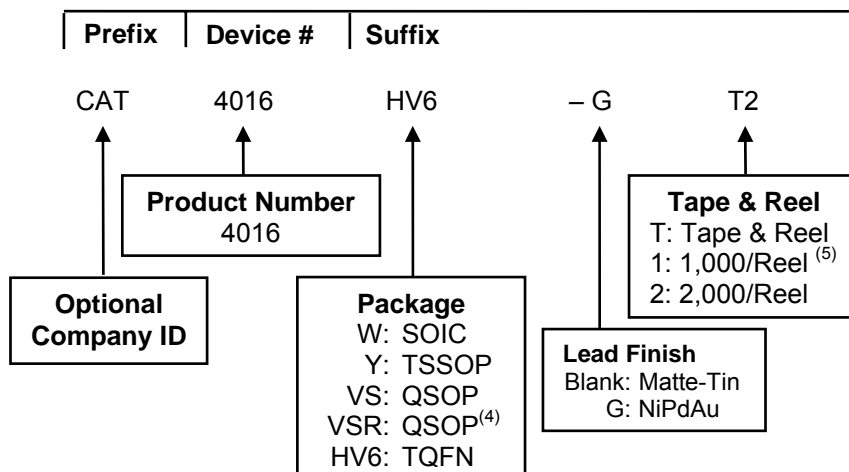 Prefix Device # Suffix
CAT 4016 HV6 – G T2
Product Number
4016
Tape & Reel
T: Tape & Reel
1: 1,000/Reel (5)
2: 2,000/Reel
Optional
Company ID
Package
W: SOIC
Y: TSSOP
VS: QSOP
VSR: QSOP(4)
HV6: TQFN
Lead Finish
Blank: Matte-Tin
G: NiPdAu